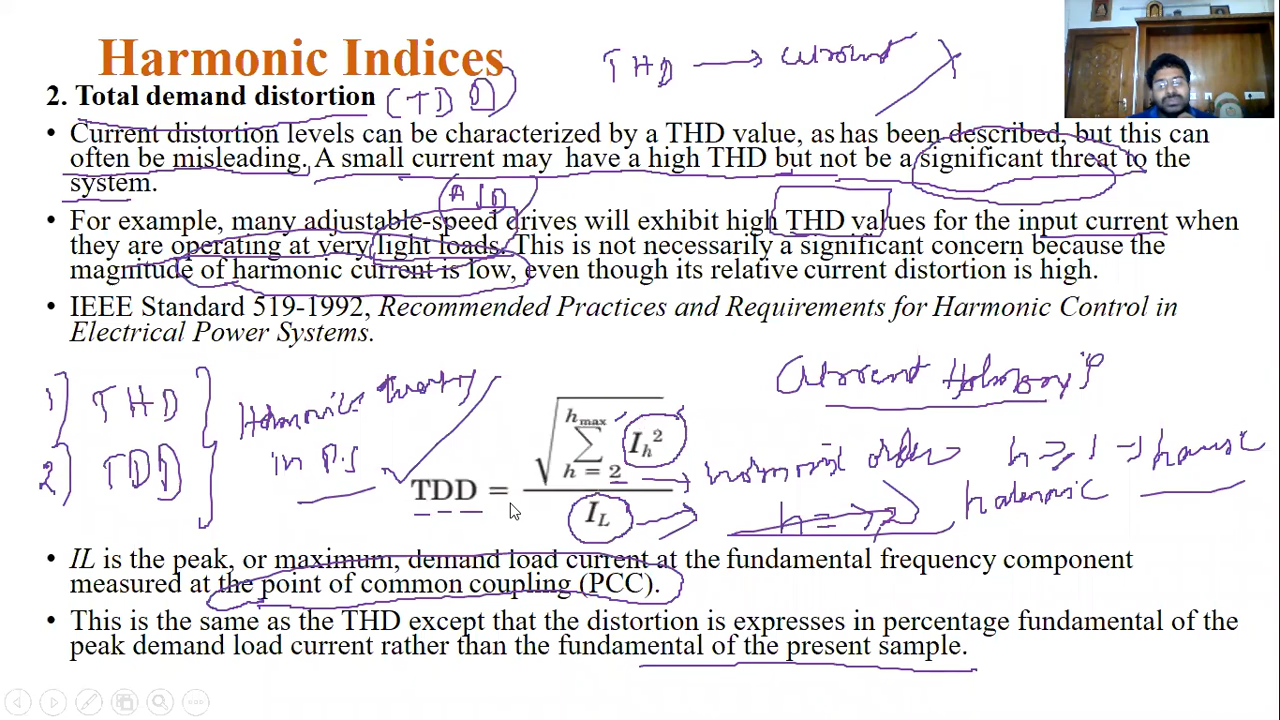 Harmonic Indices
THD → current
2. Total demand distortion (TDD)
• Current distortion levels can be characterized by a THD value, as has been described, but this can
often be misleading. A small current may have a high THD but not be a significant threat to the
system.
ASD
• For example, many adjustable-speed drives will exhibit high THD values for the input current when
they are operating at very light loads. This is not necessarily a significant concern because the
magnitude of harmonic current is low, even though its relative current distortion is high.
• IEEE Standard 519-1992, Recommended Practices and Requirements for Harmonic Control in
Electrical Power Systems.
1) THD
2) TDD
Harmonics
in P.S
Current
TDD = √(∑ h = 2 hmax Ih²) / IL
order
• IL is the peak, or maximum, demand load current at the fundamental frequency component
measured at the point of common coupling (PCC).
• This is the same as the THD except that the distortion is expresses in percentage fundamental of the
peak demand load current rather than the fundamental of the present sample.